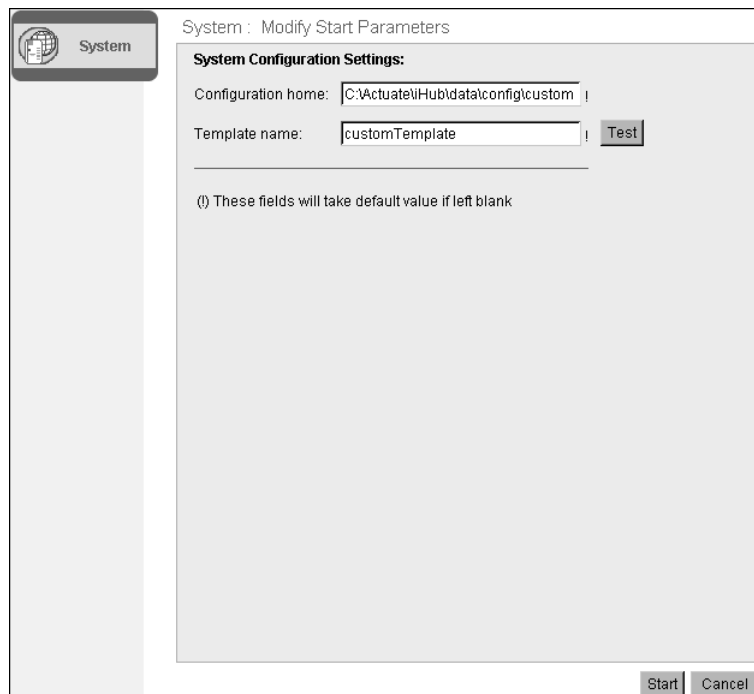 System
System : Modify Start Parameters
System Configuration Settings:
Configuration home: C:\Actuate\iHub\data\config\custom !
Template name: customTemplate ! Test
(!) These fields will take default value if left blank
Start Cancel